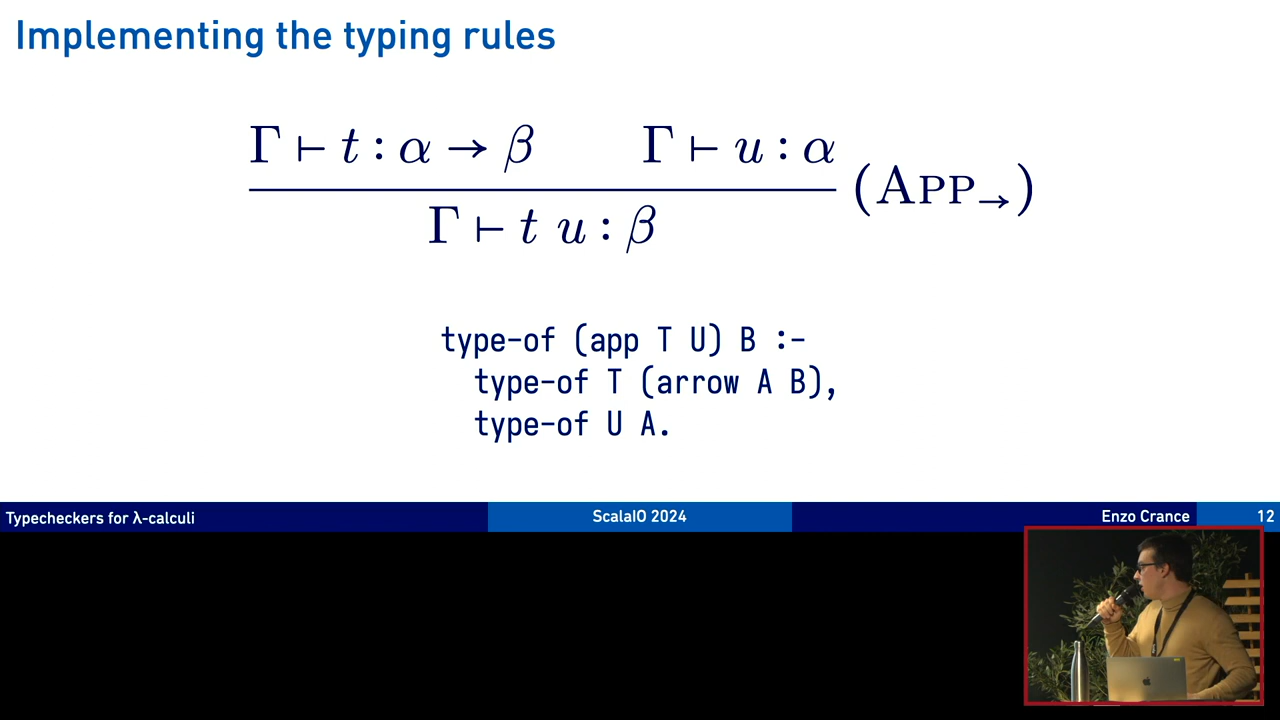 Implementing the typing rules
Γ ⊢ t : α → β    Γ ⊢ u : α
(APP→)
Γ ⊢ t u : β
type-of (app T U) B :-
type-of T (arrow A B),
type-of U A.
Typecheckers for λ-calculi
ScalaIO 2024
Enzo Crance
12